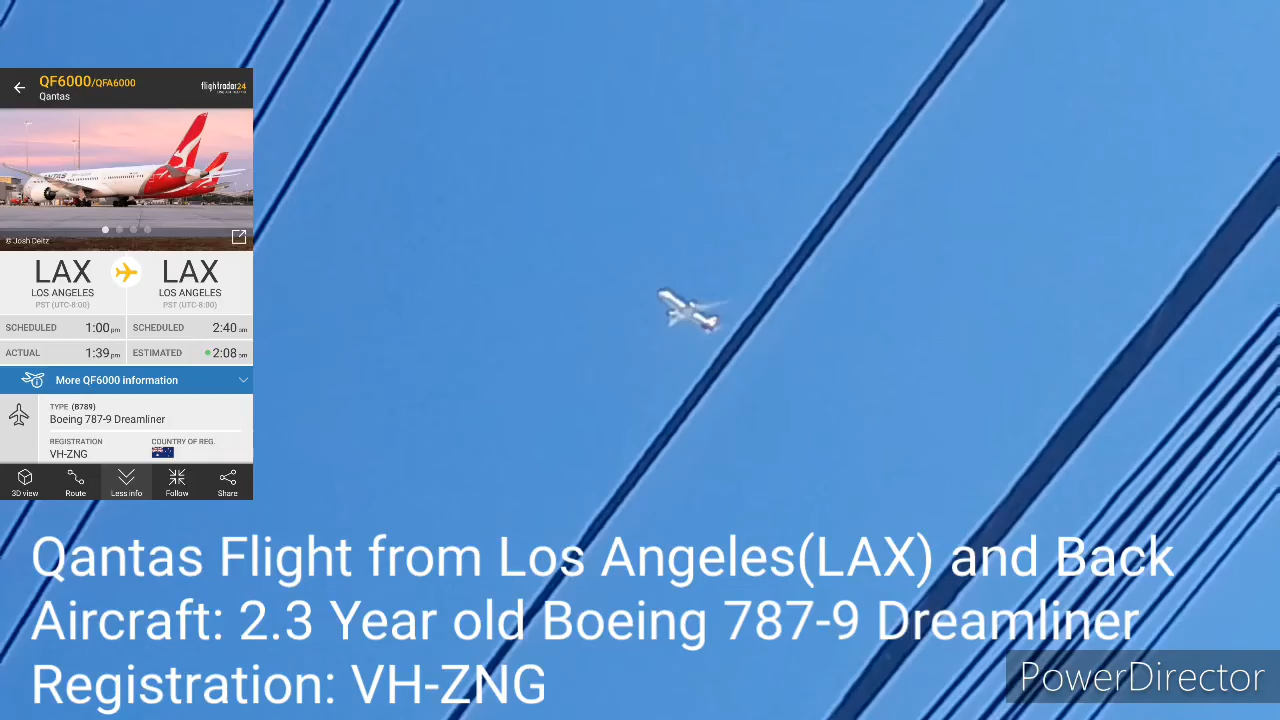 QF6000/QFA6000
Qantas
flightradar24
© Josh Deitz
LAX
LOS ANGELES
PST (UTC-8:00)
LAX
LOS ANGELES
PST (UTC-8:00)
SCHEDULED 1:00pm
SCHEDULED 2:40pm
ACTUAL 1:39pm
ESTIMATED 2:08pm
More QF6000 information
TYPE (B789)
Boeing 787-9 Dreamliner
REGISTRATION
VH-ZNG
COUNTRY OF REG.
3D view
Route
Less info
Follow
Share
Qantas Flight from Los Angeles(LAX) and Back
Aircraft: 2.3 Year old Boeing 787-9 Dreamliner
Registration: VH-ZNG
PowerDirector